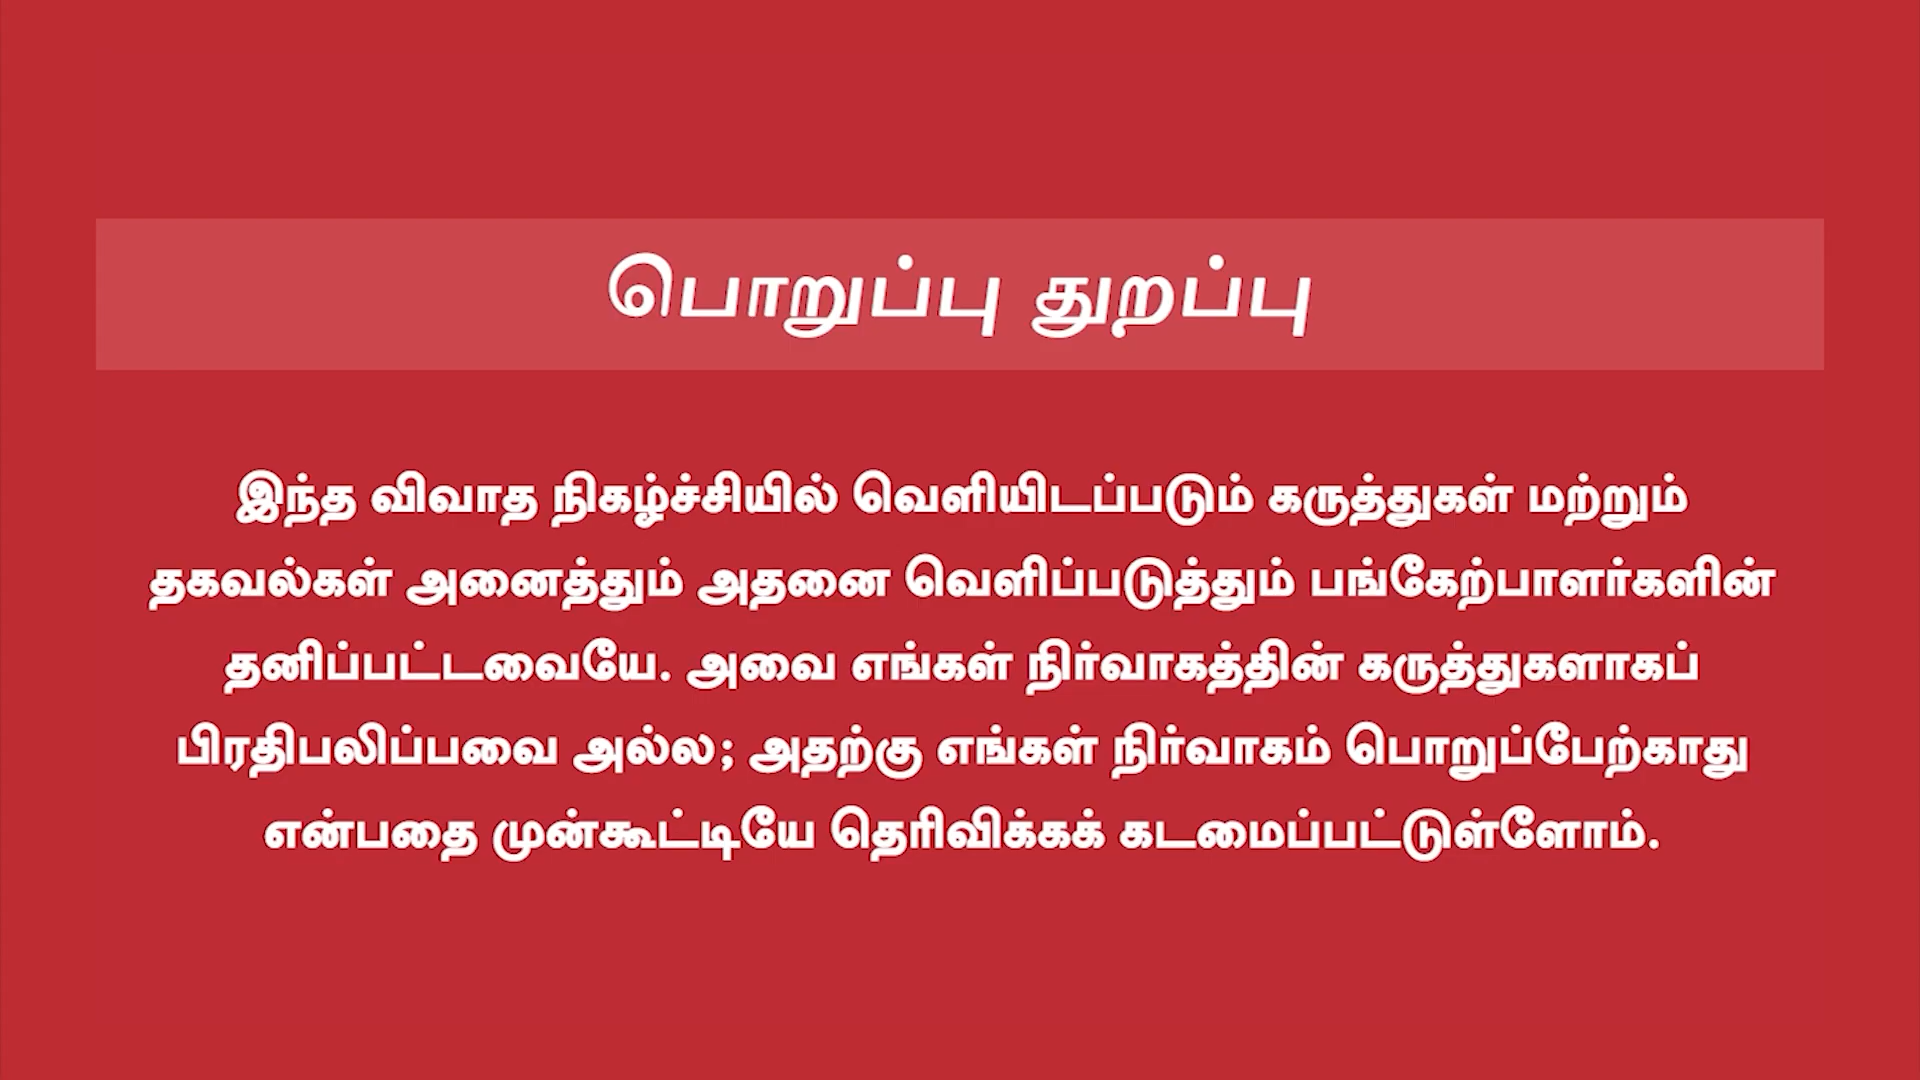 பொறுப்பு துறப்பு
இந்த விவாத நிகழ்ச்சியில் வெளியிடப்படும் கருத்துகள் மற்றும்
தகவல்கள் அனைத்தும் அதனை வெளிப்படுத்தும் பங்கேற்பாளர்களின்
தனிப்பட்டவையே. அவை எங்கள் நிர்வாகத்தின் கருத்துகளாகப்
பிரதிபலிப்பவை அல்ல; அதற்கு எங்கள் நிர்வாகம் பொறுப்பேற்காது
என்பதை முன்கூட்டியே தெரிவிக்கக் கடமைப்பட்டுள்ளோம்.